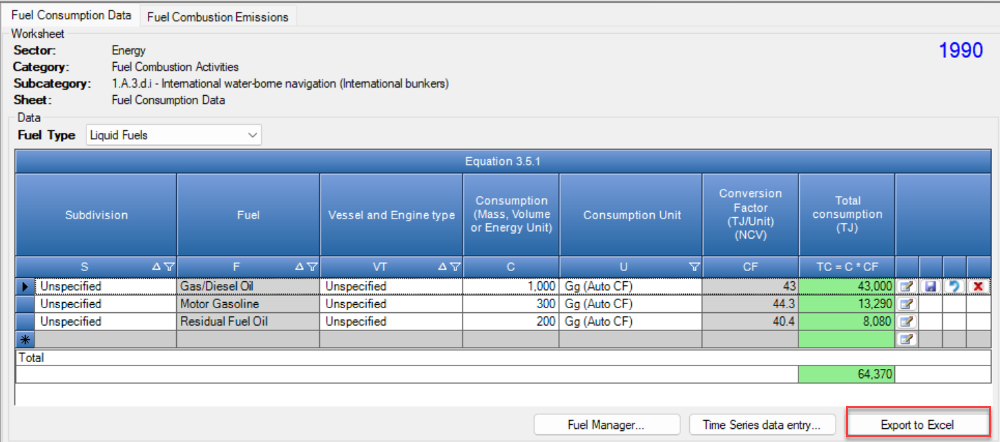 Fuel Consumption Data Fuel Combustion Emissions
Worksheet
Sector: Energy 1990
Category: Fuel Combustion Activities
Subcategory: 1.A.3.d.i - International water-borne navigation (International bunkers)
Sheet: Fuel Consumption Data
Data
Fuel Type Liquid Fuels
Equation 3.5.1
Subdivision Fuel Vessel and Engine type Consumption (Mass, Volume or Energy Unit) Consumption Unit Conversion Factor (TJ/Unit) (NCV) Total consumption (TJ)
S F VT C U CF TC = C * CF
Unspecified Gas/Diesel Oil Unspecified 1,000 Gg (Auto CF) 43 43,000
Unspecified Motor Gasoline Unspecified 300 Gg (Auto CF) 44.3 13,290
Unspecified Residual Fuel Oil Unspecified 200 Gg (Auto CF) 40.4 8,080
Total
64,370
Fuel Manager... Time Series data entry... Export to Excel